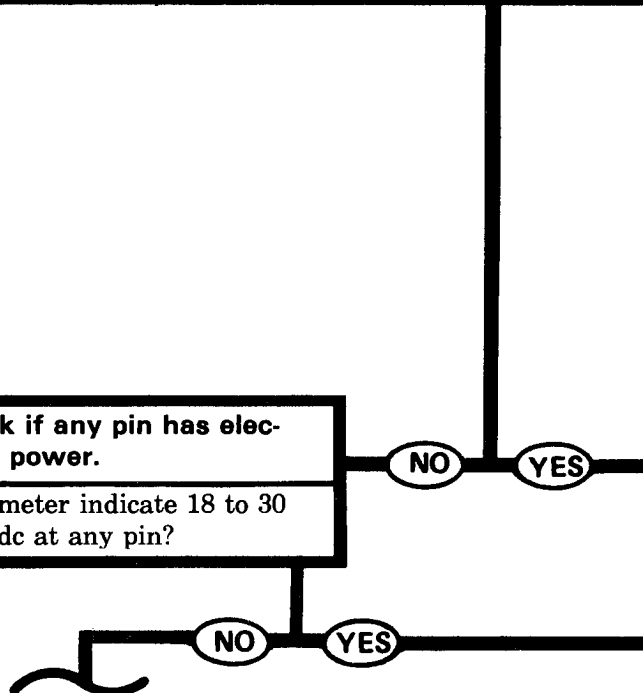 k if any pin has elec-
power.
NO YES
meter indicate 18 to 30
dc at any pin?
NO YES